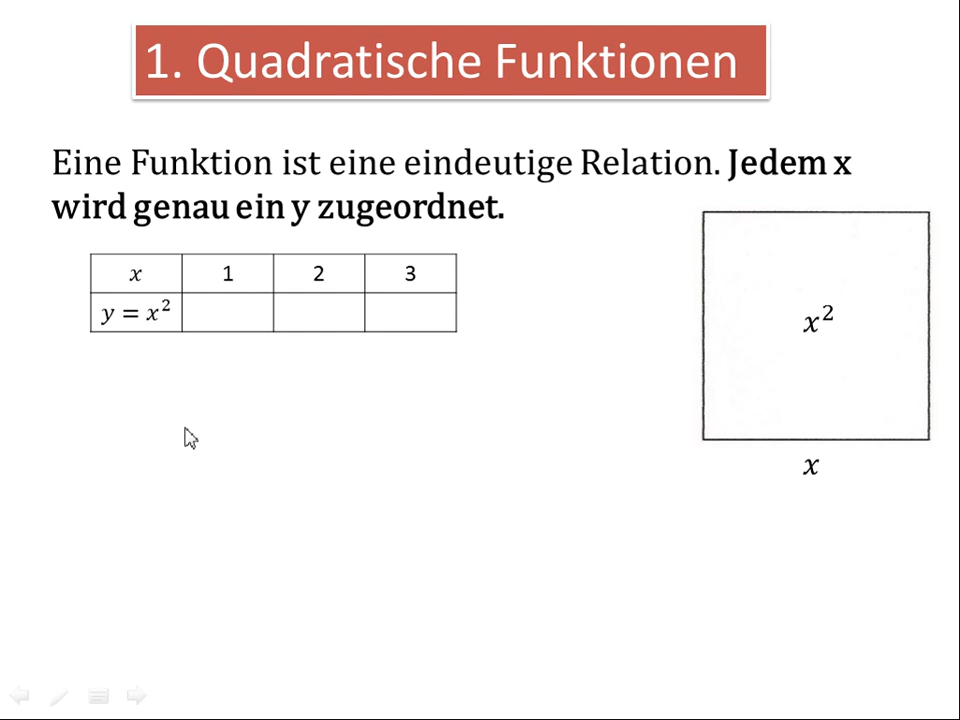 1. Quadratische Funktionen
Eine Funktion ist eine eindeutige Relation. Jedem x
wird genau ein y zugeordnet.
x 1 2 3
y = x²
x²
x